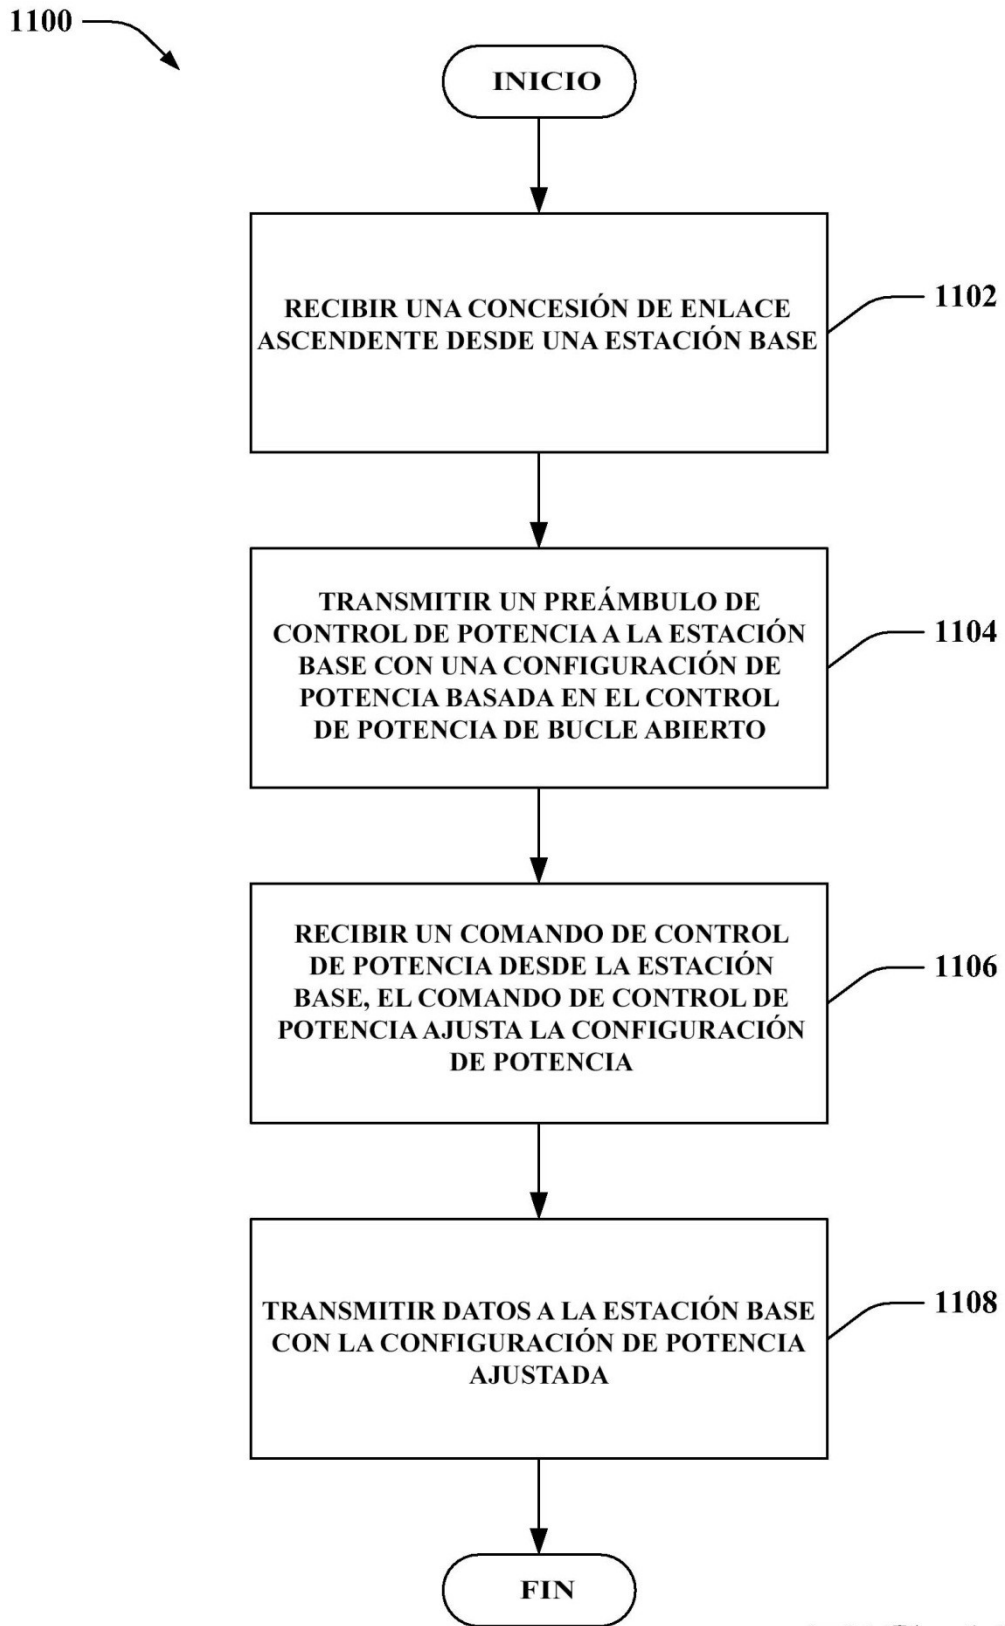 1100
INICIO
RECIBIR UNA CONCESIÓN DE ENLACE
ASCENDENTE DESDE UNA ESTACIÓN BASE
1102
TRANSMITIR UN PREÁMBULO DE
CONTROL DE POTENCIA A LA ESTACIÓN
BASE CON UNA CONFIGURACIÓN DE
POTENCIA BASADA EN EL CONTROL
DE POTENCIA DE BUCLE ABIERTO
1104
RECIBIR UN COMANDO DE CONTROL
DE POTENCIA DESDE LA ESTACIÓN
BASE, EL COMANDO DE CONTROL DE
POTENCIA AJUSTA LA CONFIGURACIÓN
DE POTENCIA
1106
TRANSMITIR DATOS A LA ESTACIÓN BASE
CON LA CONFIGURACIÓN DE POTENCIA
AJUSTADA
1108
FIN